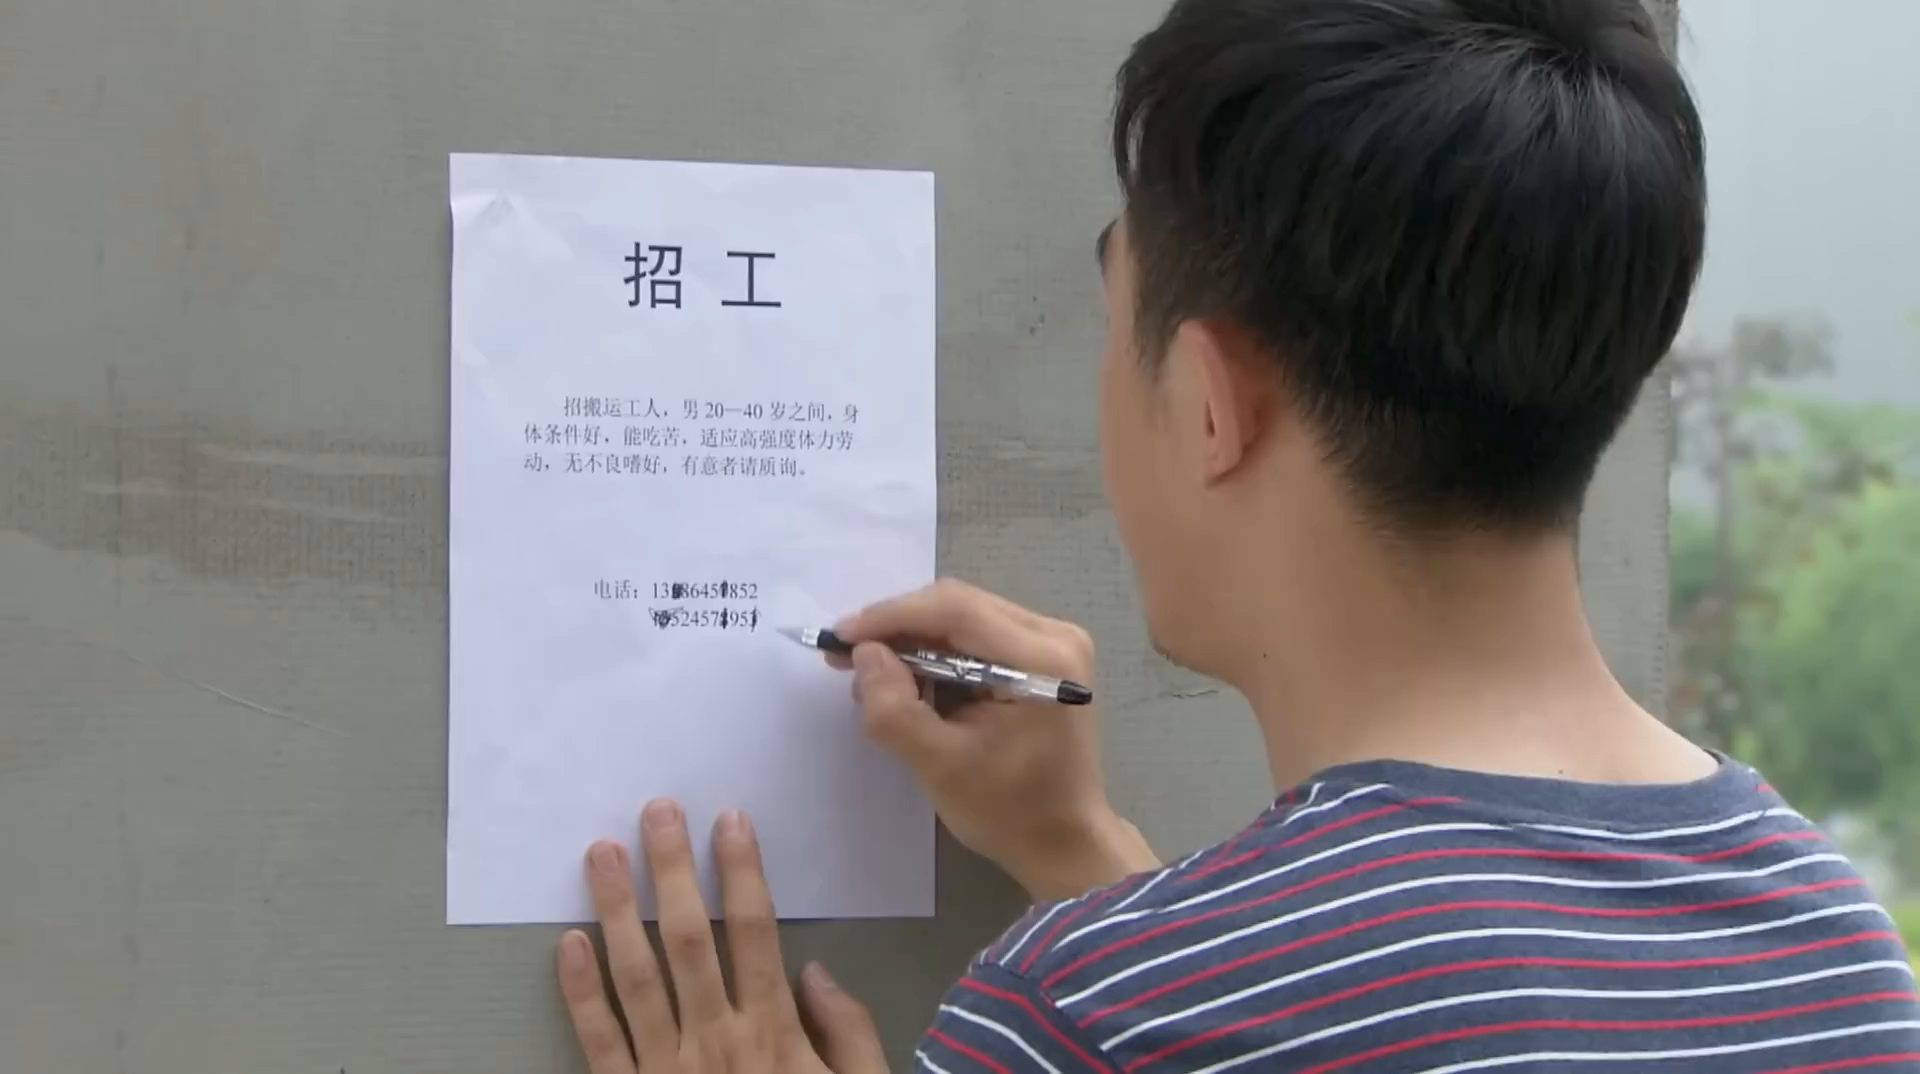 招 工
招搬运工人，男 20—40 岁之间，身
体条件好，能吃苦，适应高强度体力劳
动，无不良嗜好，有意者请质询。
电话：